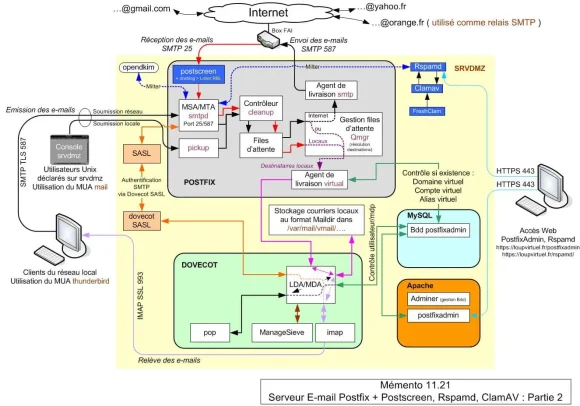 …@gmail.com
Internet
…@yahoo.fr
…@orange.fr ( utilisé comme relais SMTP )
Box FAI
Réception des e-mails
SMTP 25
Envoi des e-mails
SMTP 587
opendkim
postscreen
Milter
Milter
Rspamd
SRVDMZ
Clamav
FreshClam
Agent de
livraison smtp
MSA/MTA
smtpd
Port 25/587
Contrôleur
cleanup
Emission des e-mails
Soumission réseau
Soumission locale
pickup
Files
d'attente
Internet
ou
Locaux
Gestion files
d'attente
Qmgr
(résolution
destinations)
Console
srvdmz
Utilisateurs Unix
déclarés sur srvdmz
Utilisation du MUA mail
SMTP TLS 587
SASL
Authentification
SMTP
via Dovecot SASL
dovecot
SASL
POSTFIX
Destinataires locaux
Agent de
livraison virtual
Contrôle si existence :
Domaine virtuel
Compte virtuel
Alias virtuel
HTTPS 443
HTTPS 443
Accès Web
PostfixAdmin, Rspamd
https://loupvirtuel.fr/postfixadmin
https://loupvirtuel.fr/rspamd/
Stockage courriers locaux
au format Maildir dans
/var/mail/vmail/….
Contrôle utilisateur/mdp
MySQL
Bdd postfixadmin
Clients du réseau local
Utilisation du MUA thunderbird
IMAP SSL 993
DOVECOT
LDA/MDA
pop
ManageSieve
imap
Apache
Adminer (gestion Bdd)
postfixadmin
Relève des e-mails
Mémento 11.21
Serveur E-mail Postfix + Postscreen, Rspamd, ClamAV : Partie 2